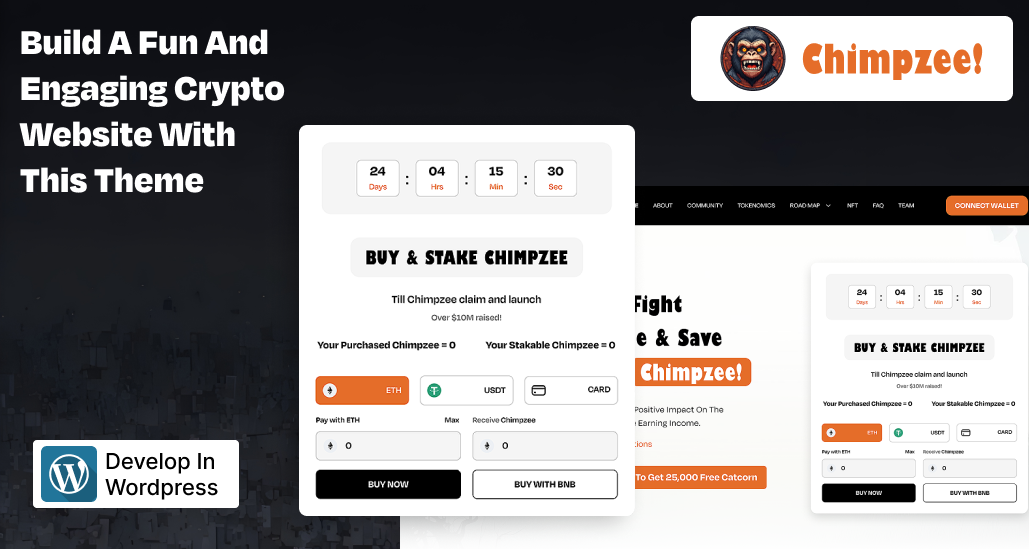 Build A Fun And
Engaging Crypto
Website With
This Theme
Chimpzee!
24 : 04 : 15 : 30
Days Hrs Min Sec
BUY & STAKE CHIMPZEE
Till Chimpzee claim and launch
Over $10M raised!
Your Purchased Chimpzee = 0 Your Stakable Chimpzee = 0
ETH USDT CARD
Pay with ETH Max Receive Chimpzee
0 0
BUY NOW BUY WITH BNB
ABOUT COMMUNITY TOKENOMICS ROAD MAP NFT FAQ TEAM CONNECT WALLET
Fight
e & Save
Chimpzee!
Positive Impact On The
e Earning Income.
tions
To Get 25,000 Free Catcorn
24 : 04 : 15 : 30
Days Hrs Min Sec
BUY & STAKE CHIMPZEE
Till Chimpzee claim and launch
Over $10M raised!
Your Purchased Chimpzee = 0 Your Stakable Chimpzee = 0
ETH USDT CARD
Pay with ETH Max Receive Chimpzee
0 0
BUY NOW BUY WITH BNB
Develop In
Wordpress